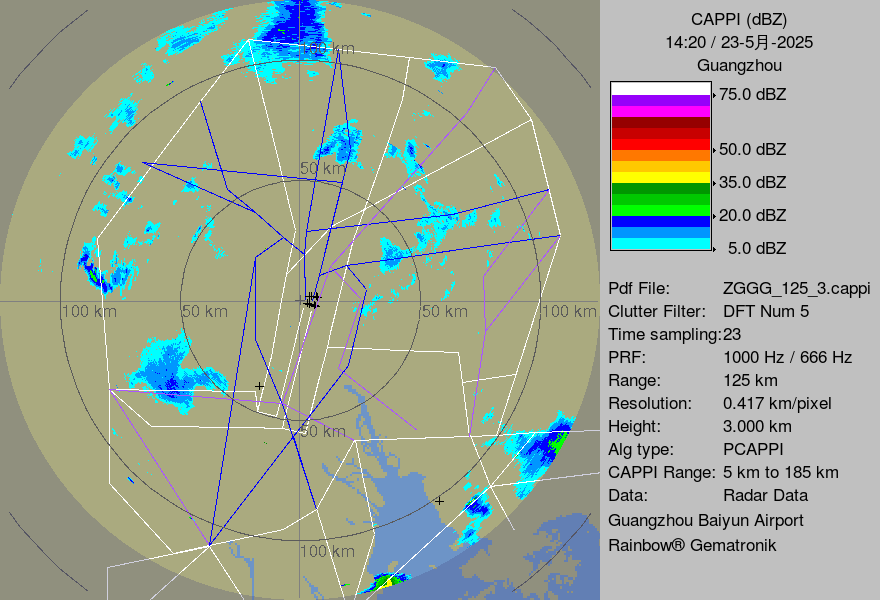 CAPPI (dBZ)
14:20 / 23-5月-2025
Guangzhou
75.0 dBZ
50.0 dBZ
35.0 dBZ
20.0 dBZ
5.0 dBZ
Pdf File: ZGGG_125_3.cappi
Clutter Filter: DFT Num 5
Time sampling:23
PRF: 1000 Hz / 666 Hz
Range: 125 km
Resolution: 0.417 km/pixel
Height: 3.000 km
Alg type: PCAPPI
CAPPI Range: 5 km to 185 km
Data: Radar Data
Guangzhou Baiyun Airport
Rainbow® Gematronik
100 km
50 km
100 km
50 km
50 km
100 km
50 km
100 km